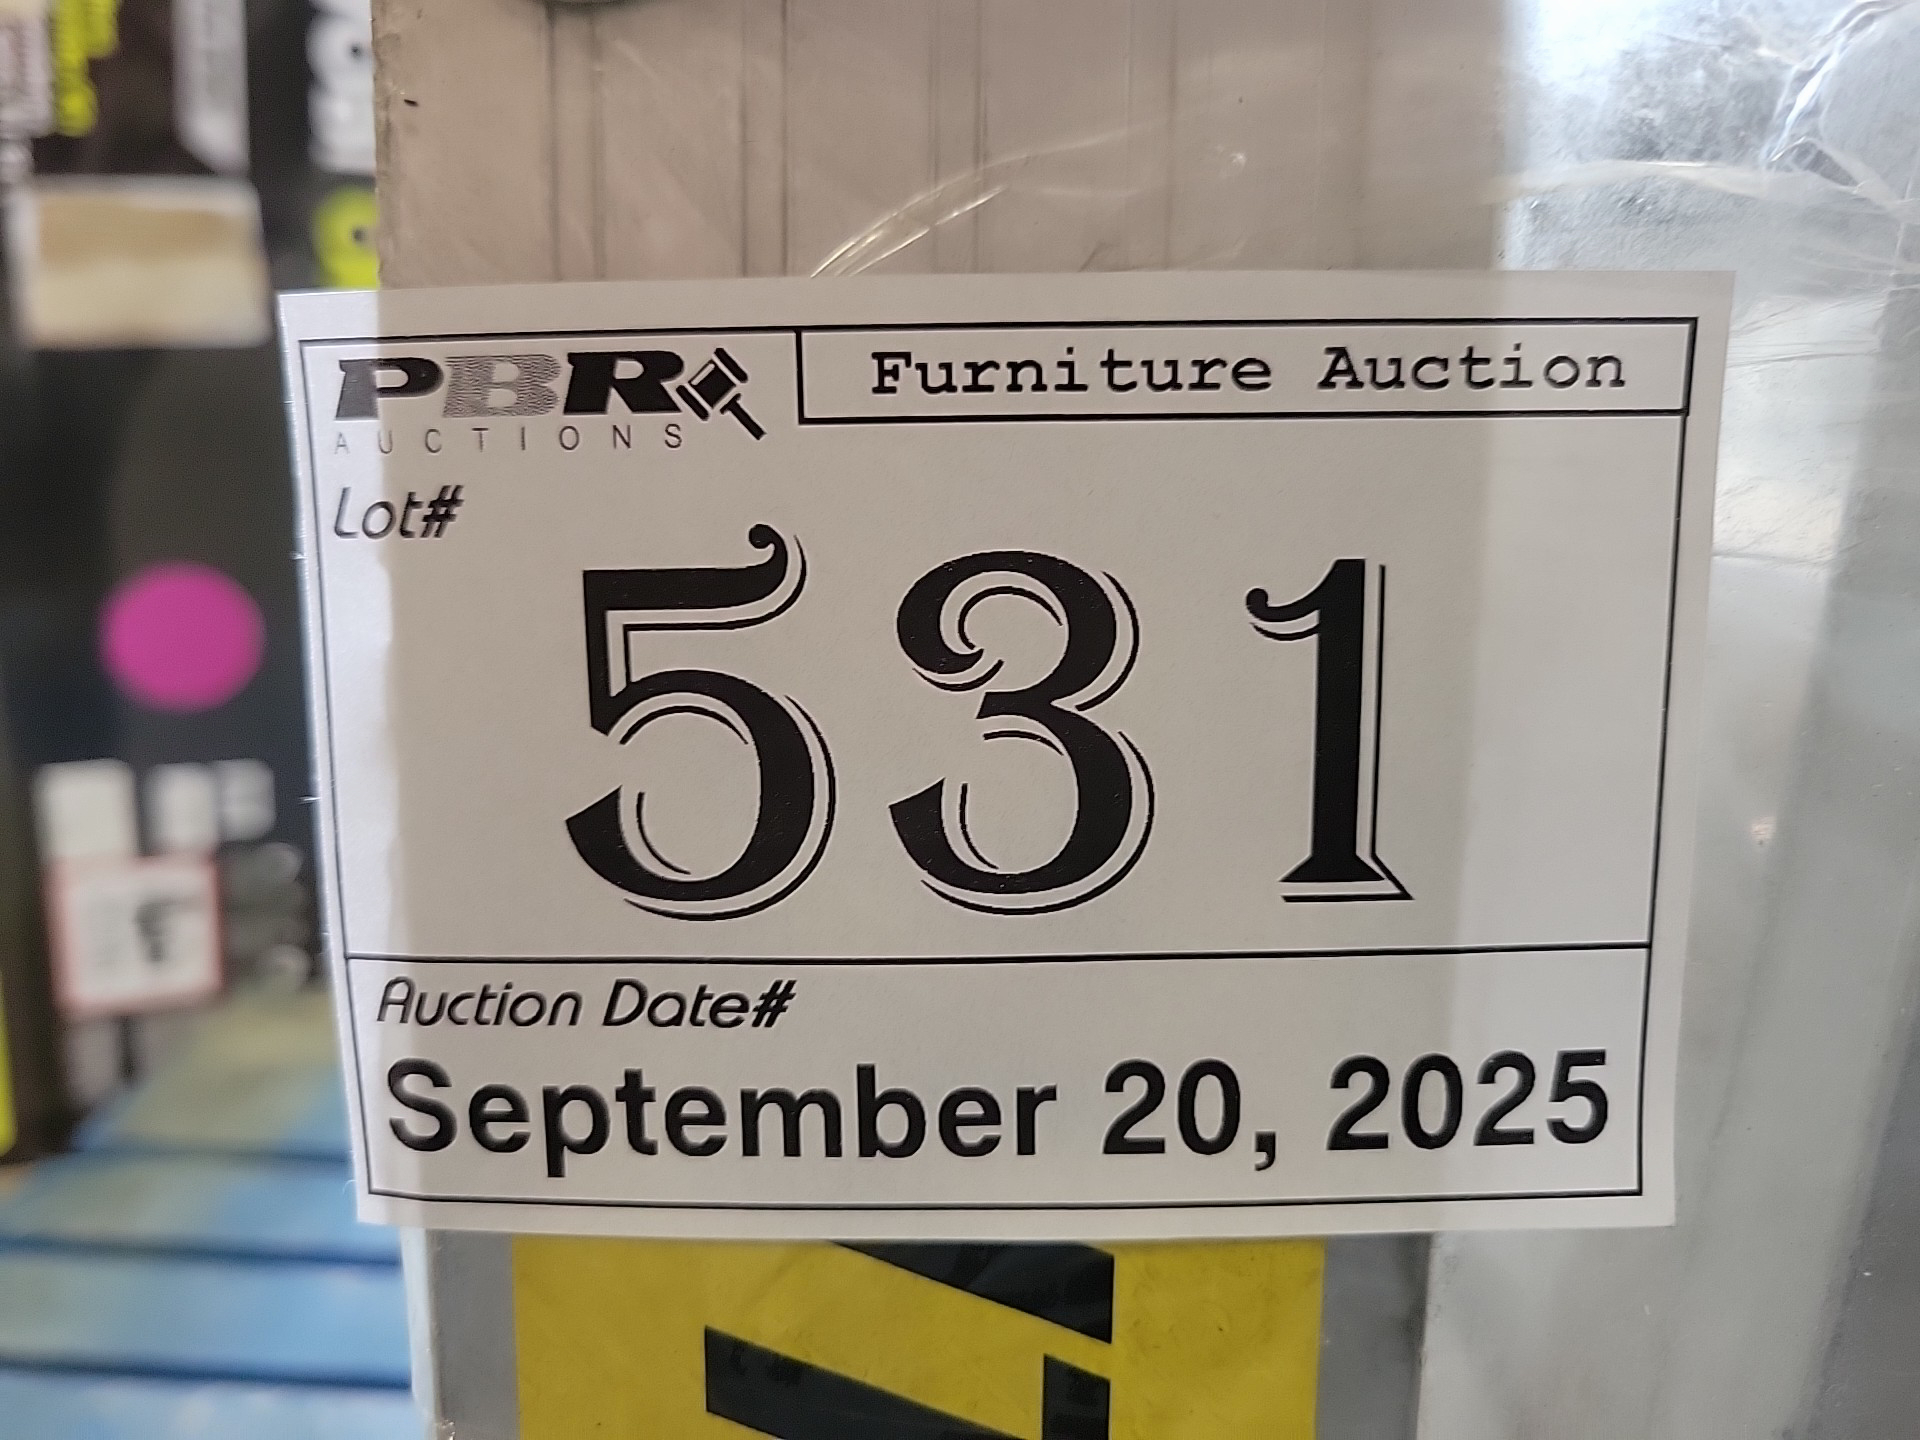 PBR
AUCTIONS
Furniture Auction
Lot#
531
Auction Date#
September 20, 2025